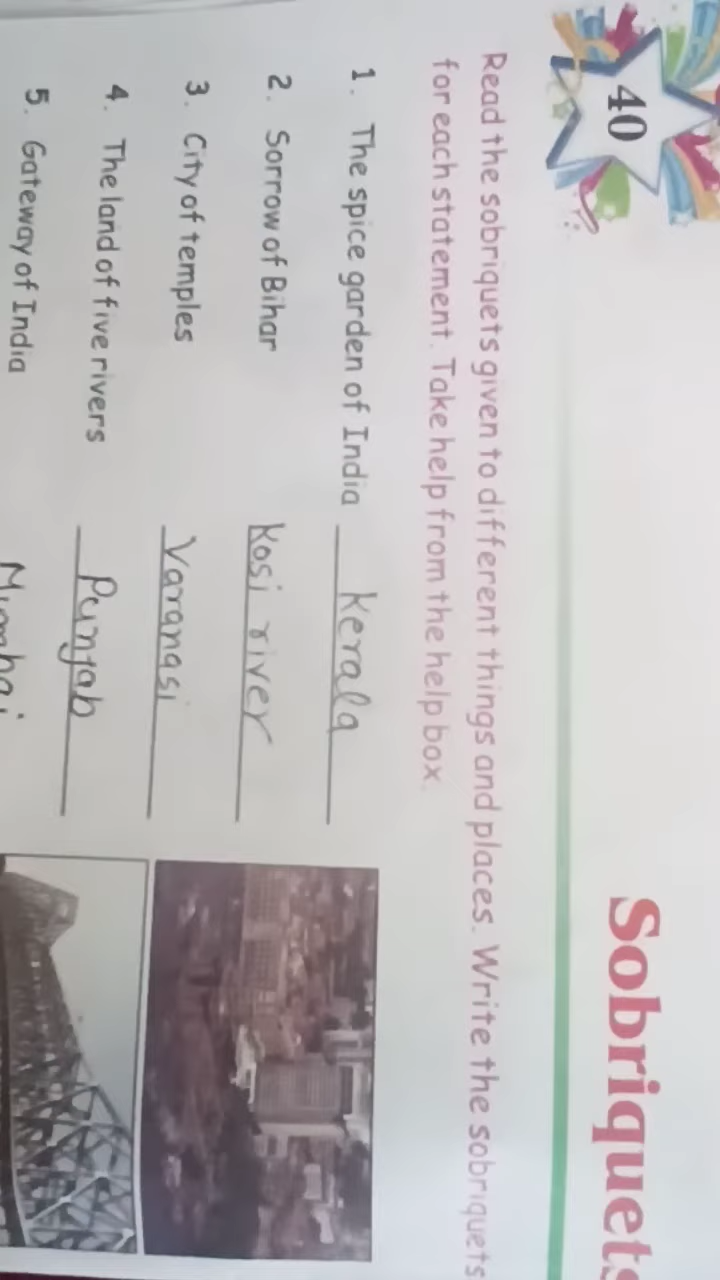 40
Sobriquets
Read the sobriquets given to different things and places. Write the sobriquets
for each statement. Take help from the help box.
1. The spice garden of India Kerala
2. Sorrow of Bihar Kosi river
3. City of temples Varanasi
4. The land of five rivers Punjab
5. Gateway of India Mumbai